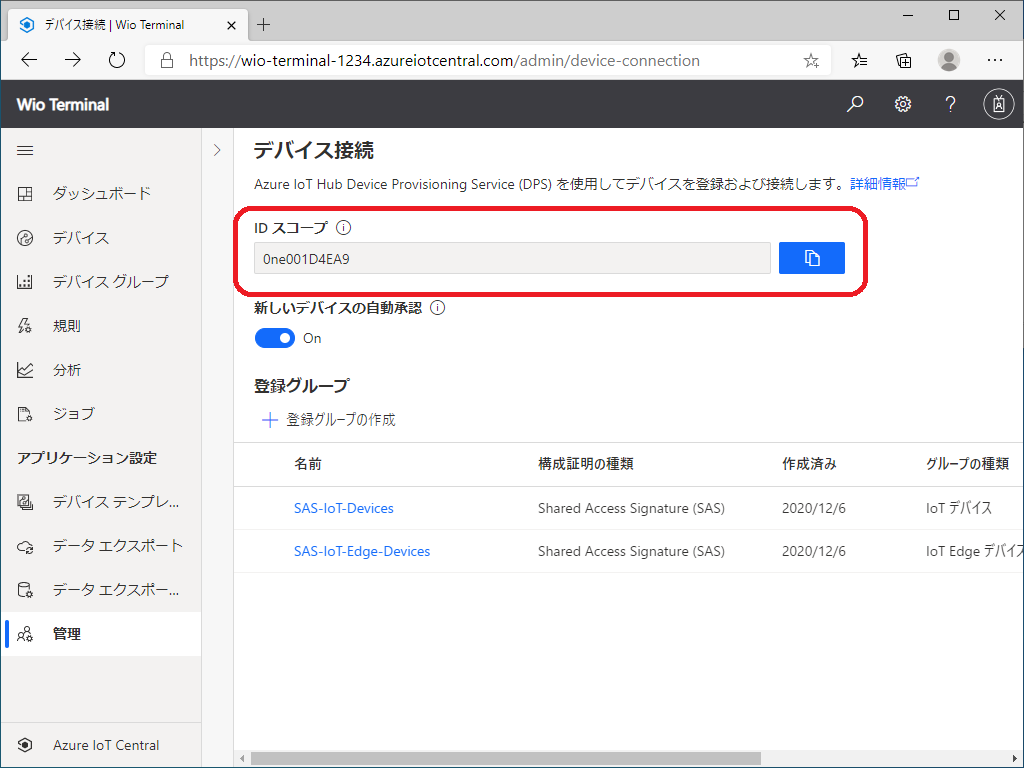 デバイス接続 | Wio Terminal
https://wio-terminal-1234.azureiotcentral.com/admin/device-connection
Wio Terminal
ダッシュボード
デバイス
デバイス グループ
規則
分析
ジョブ
アプリケーション設定
デバイス テンプレ...
データ エクスポート
データ エクスポー...
管理
Azure IoT Central
デバイス接続
Azure IoT Hub Device Provisioning Service (DPS) を使用してデバイスを登録および接続します。詳細情報
ID スコープ
0ne001D4EA9
新しいデバイスの自動承認
On
登録グループ
登録グループの作成
名前 構成証明の種類 作成済み グループの種類
SAS-IoT-Devices Shared Access Signature (SAS) 2020/12/6 IoT デバイス
SAS-IoT-Edge-Devices Shared Access Signature (SAS) 2020/12/6 IoT Edge デバイス